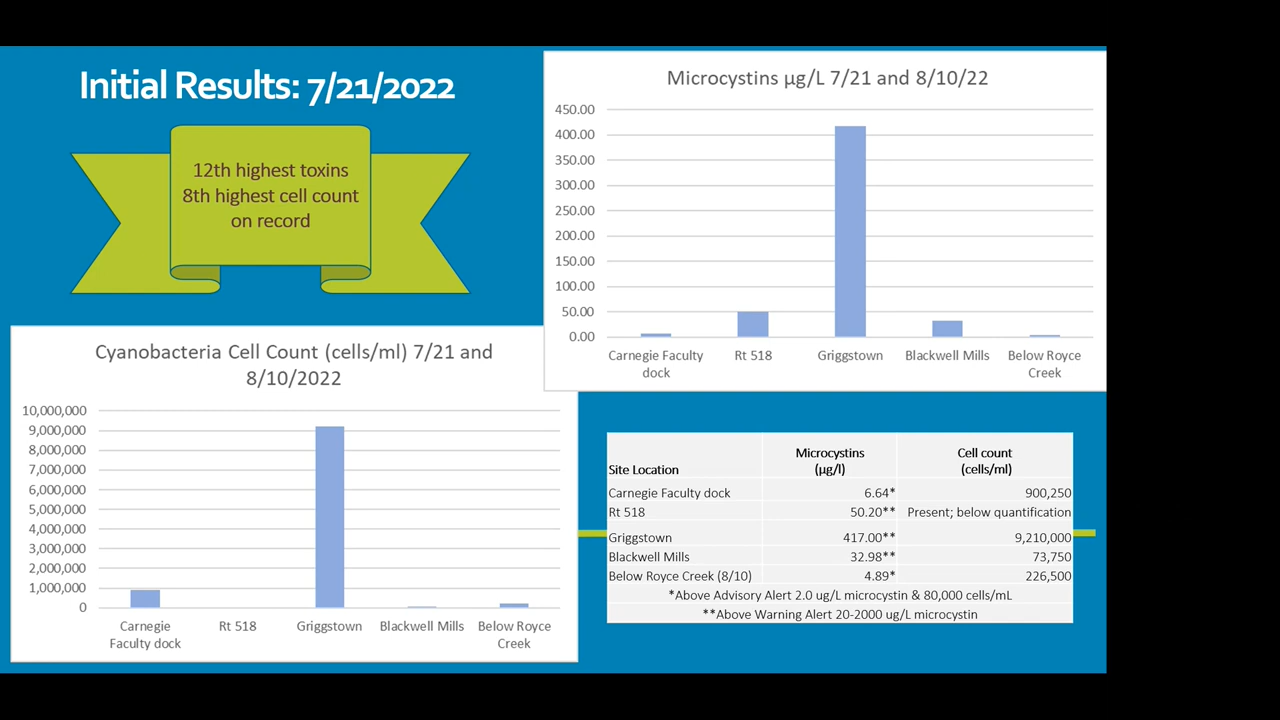 Initial Results: 7/21/2022
12th highest toxins
8th highest cell count
on record
Microcystins µg/L 7/21 and 8/10/22
450.00
400.00
350.00
300.00
250.00
200.00
150.00
100.00
50.00
0.00
Carnegie Faculty dock Rt 518 Griggstown Blackwell Mills Below Royce Creek
Cyanobacteria Cell Count (cells/ml) 7/21 and
8/10/2022
10,000,000
9,000,000
8,000,000
7,000,000
6,000,000
5,000,000
4,000,000
3,000,000
2,000,000
1,000,000
0
Carnegie Faculty dock Rt 518 Griggstown Blackwell Mills Below Royce Creek
Site Location Microcystins (µg/l) Cell count (cells/ml)
Carnegie Faculty dock 6.64* 900,250
Rt 518 50.20** Present; below quantification
Griggstown 417.00** 9,210,000
Blackwell Mills 32.98** 73,750
Below Royce Creek (8/10) 4.89* 226,500
*Above Advisory Alert 2.0 ug/L microcystin & 80,000 cells/mL
**Above Warning Alert 20-2000 ug/L microcystin